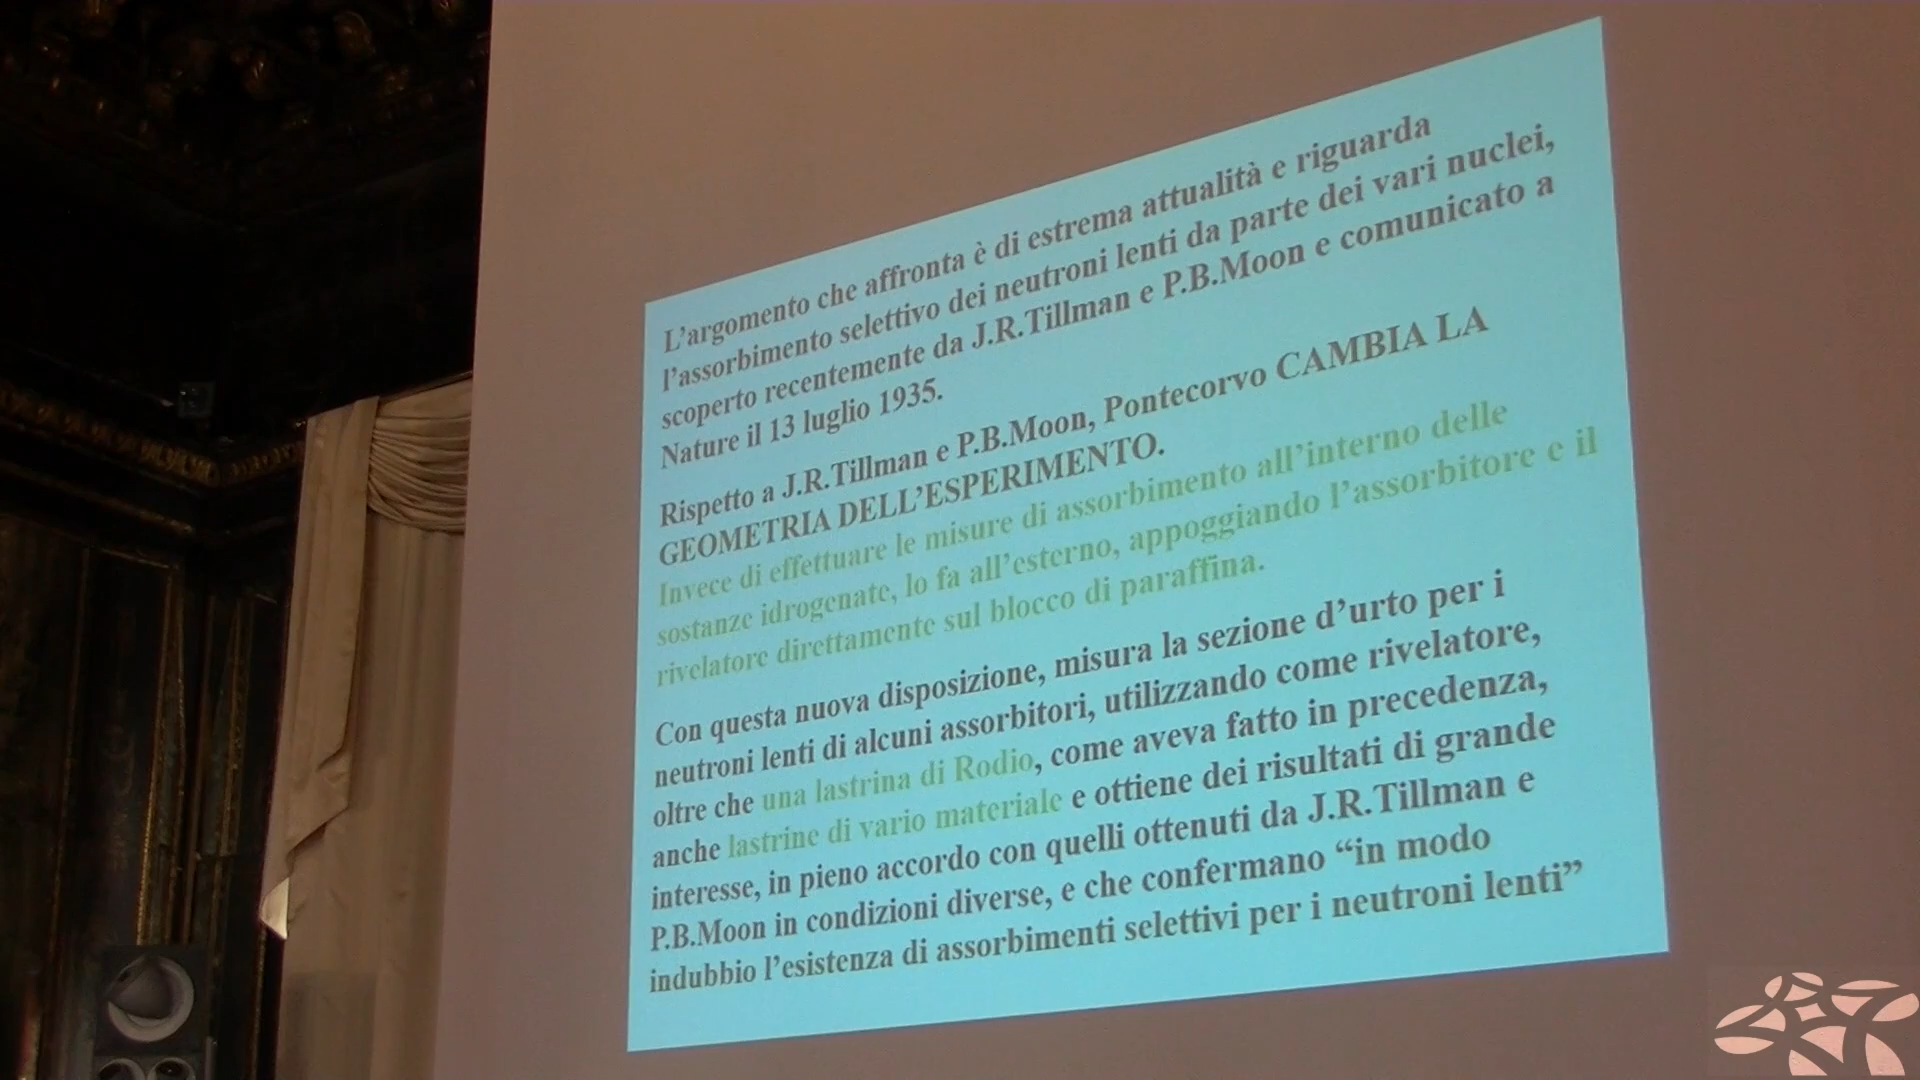 L’argomento che affronta è di estrema attualità e riguarda
l’assorbimento selettivo dei neutroni lenti da parte dei vari nuclei,
scoperto recentemente da J.R.Tillman e P.B.Moon e comunicato a
Nature il 13 luglio 1935.
Rispetto a J.R.Tillman e P.B.Moon, Pontecorvo CAMBIA LA
GEOMETRIA DELL’ESPERIMENTO.
Invece di effettuare le misure di assorbimento all’interno delle
sostanze idrogenate, lo fa all’esterno, appoggiando l’assorbitore e il
rivelatore direttamente sul blocco di paraffina.
Con questa nuova disposizione, misura la sezione d’urto per i
neutroni lenti di alcuni assorbitori, utilizzando come rivelatore,
oltre che una lastrina di Rodio, come aveva fatto in precedenza,
anche lastrine di vario materiale e ottiene dei risultati di grande
interesse, in pieno accordo con quelli ottenuti da J.R.Tillman e
P.B.Moon in condizioni diverse, e che confermano “in modo
indubbio l’esistenza di assorbimenti selettivi per i neutroni lenti”